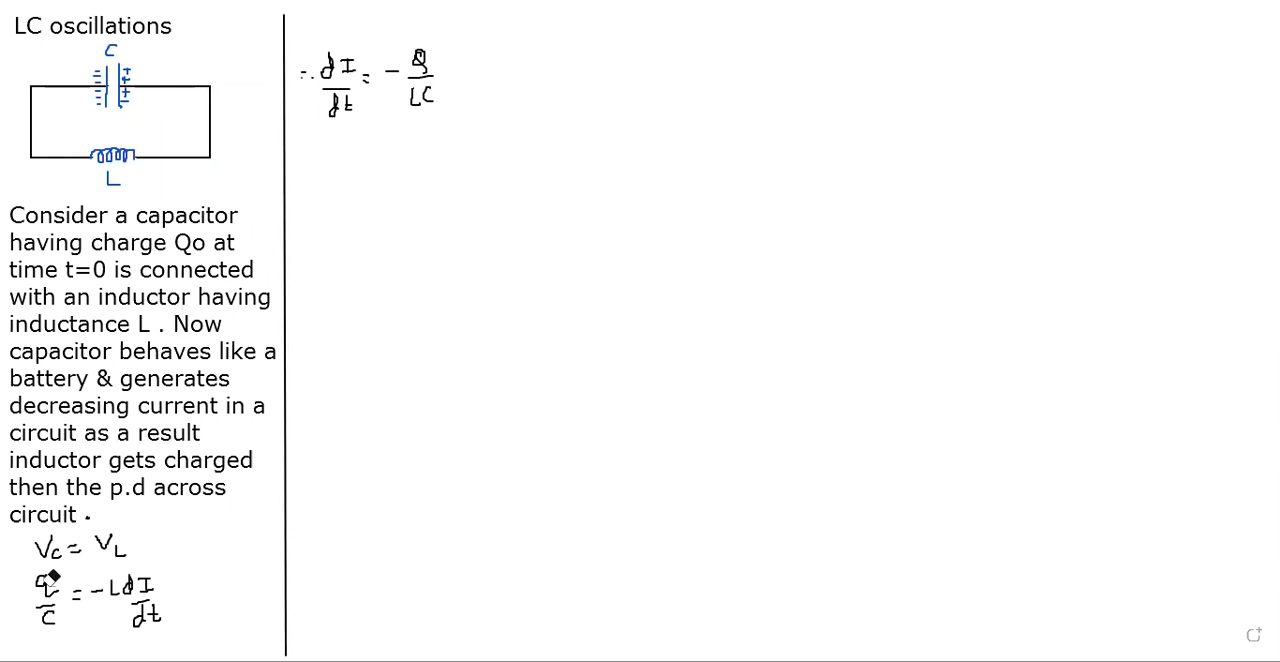 LC oscillations
C
L
Consider a capacitor
having charge Qo at
time t=0 is connected
with an inductor having
inductance L . Now
capacitor behaves like a
battery & generates
decreasing current in a
circuit as a result
inductor gets charged
then the p.d across
circuit .
Vc = VL
q/C = -L dI/dt
∴ dI/dt = - Q/LC